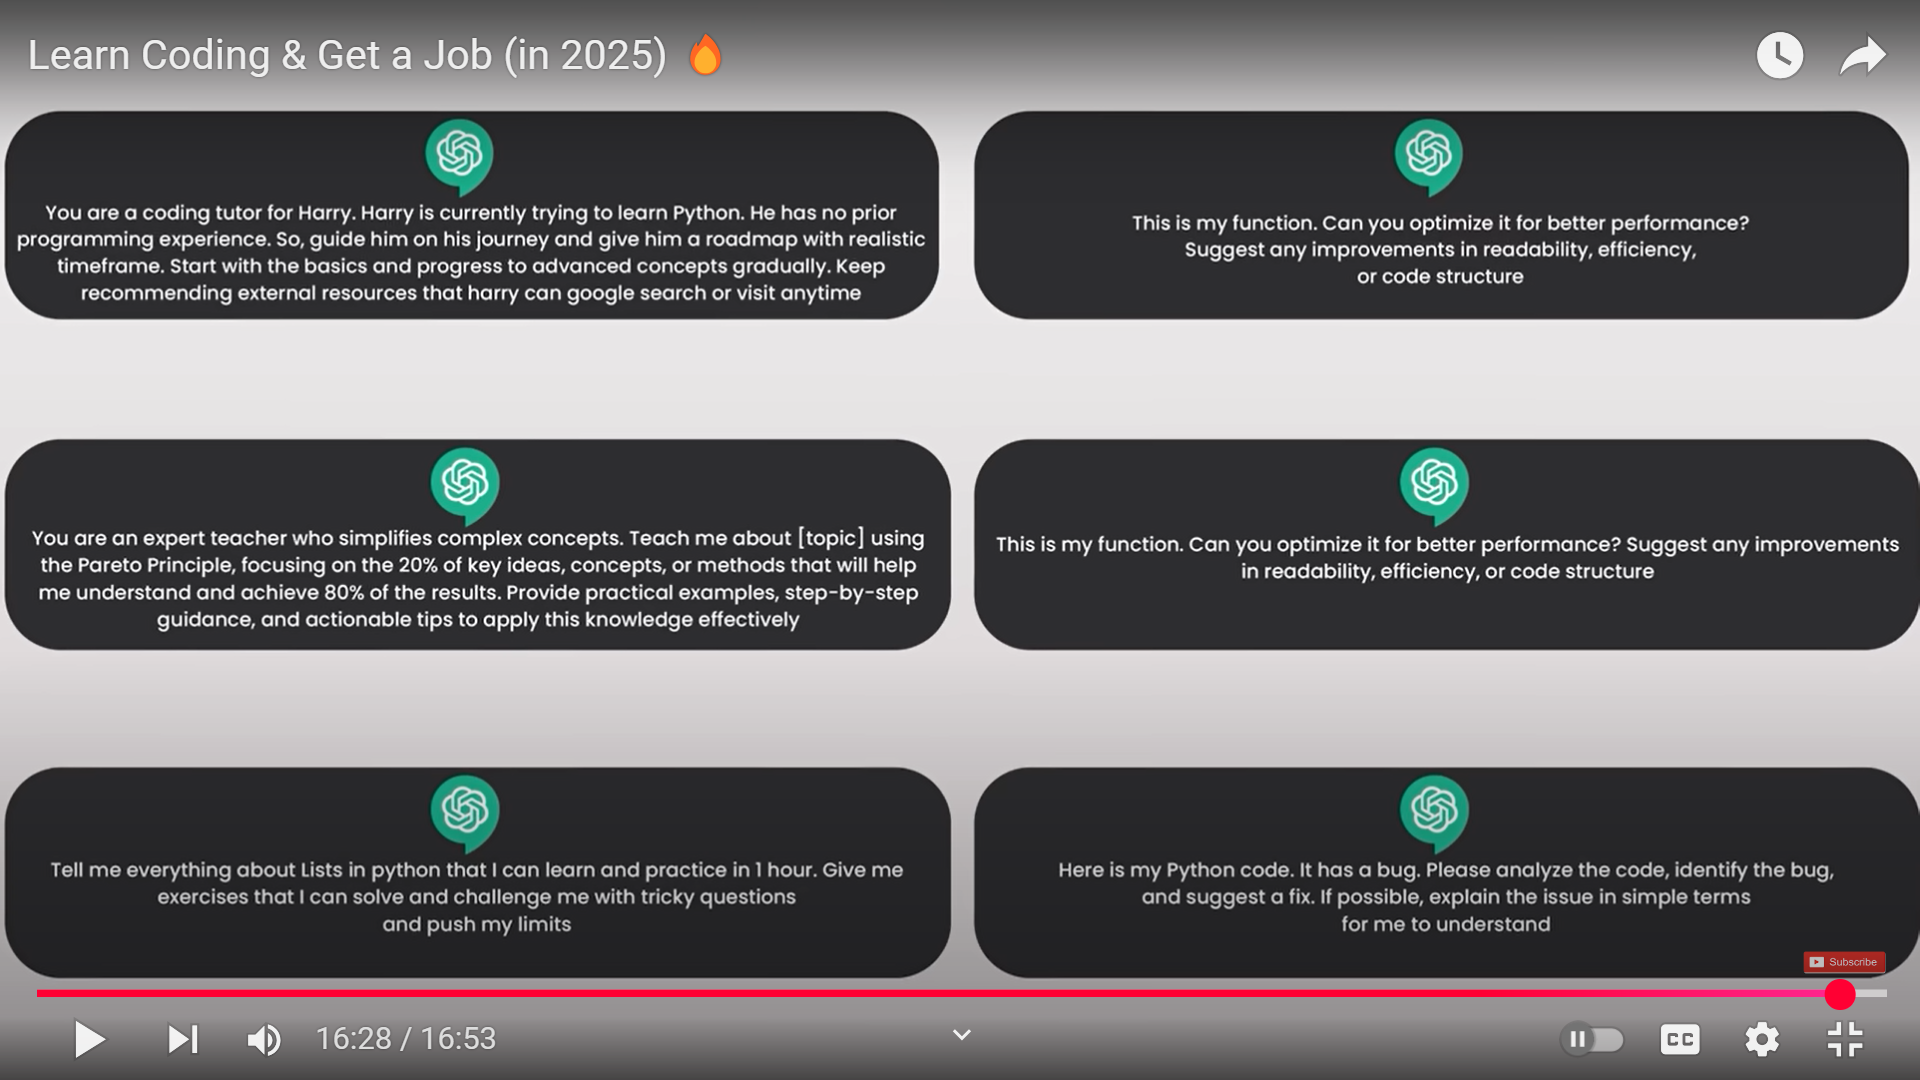 Learn Coding & Get a Job (in 2025) 🔥
You are a coding tutor for Harry. Harry is currently trying to learn Python. He has no prior
programming experience. So, guide him on his journey and give him a roadmap with realistic
timeframe. Start with the basics and progress to advanced concepts gradually. Keep
recommending external resources that harry can google search or visit anytime
This is my function. Can you optimize it for better performance?
Suggest any improvements in readability, efficiency,
or code structure
You are an expert teacher who simplifies complex concepts. Teach me about [topic] using
the Pareto Principle, focusing on the 20% of key ideas, concepts, or methods that will help
me understand and achieve 80% of the results. Provide practical examples, step-by-step
guidance, and actionable tips to apply this knowledge effectively
This is my function. Can you optimize it for better performance? Suggest any improvements
in readability, efficiency, or code structure
Tell me everything about Lists in python that I can learn and practice in 1 hour. Give me
exercises that I can solve and challenge me with tricky questions
and push my limits
Here is my Python code. It has a bug. Please analyze the code, identify the bug,
and suggest a fix. If possible, explain the issue in simple terms
for me to understand
Subscribe
16:28 / 16:53
CC